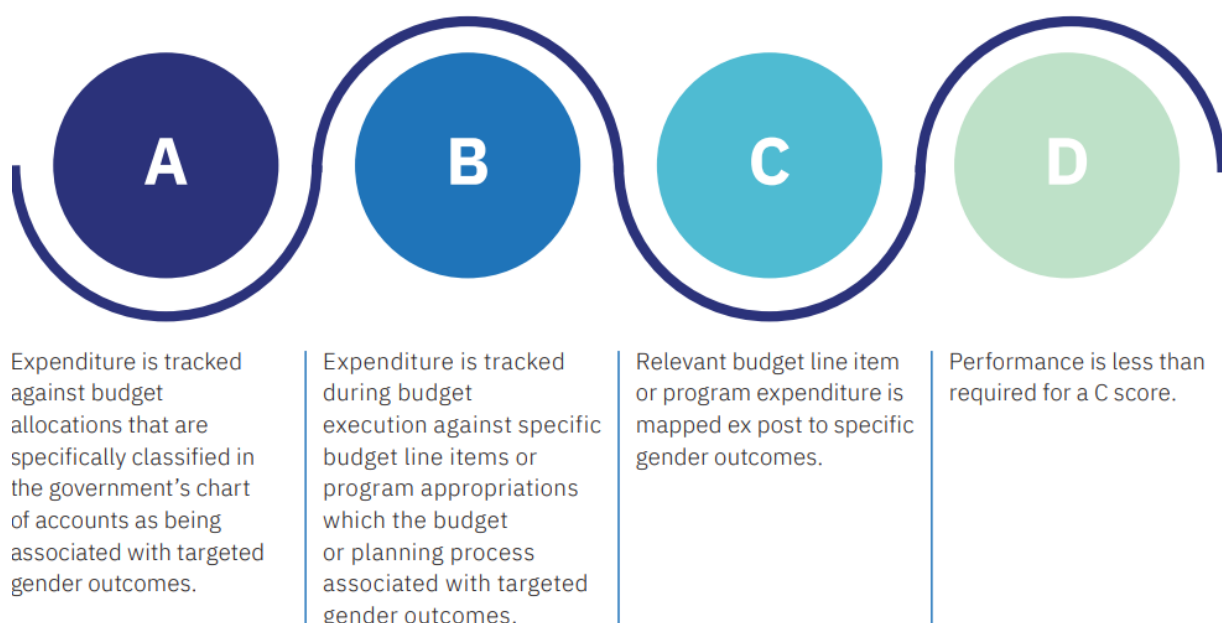 A
B
C
D
Expenditure is tracked
against budget
allocations that are
specifically classified in
the government’s chart
of accounts as being
associated with targeted
gender outcomes.
Expenditure is tracked
during budget
execution against specific
budget line items or
program appropriations
which the budget
or planning process
associated with targeted
gender outcomes.
Relevant budget line item
or program expenditure is
mapped ex post to specific
gender outcomes.
Performance is less than
required for a C score.